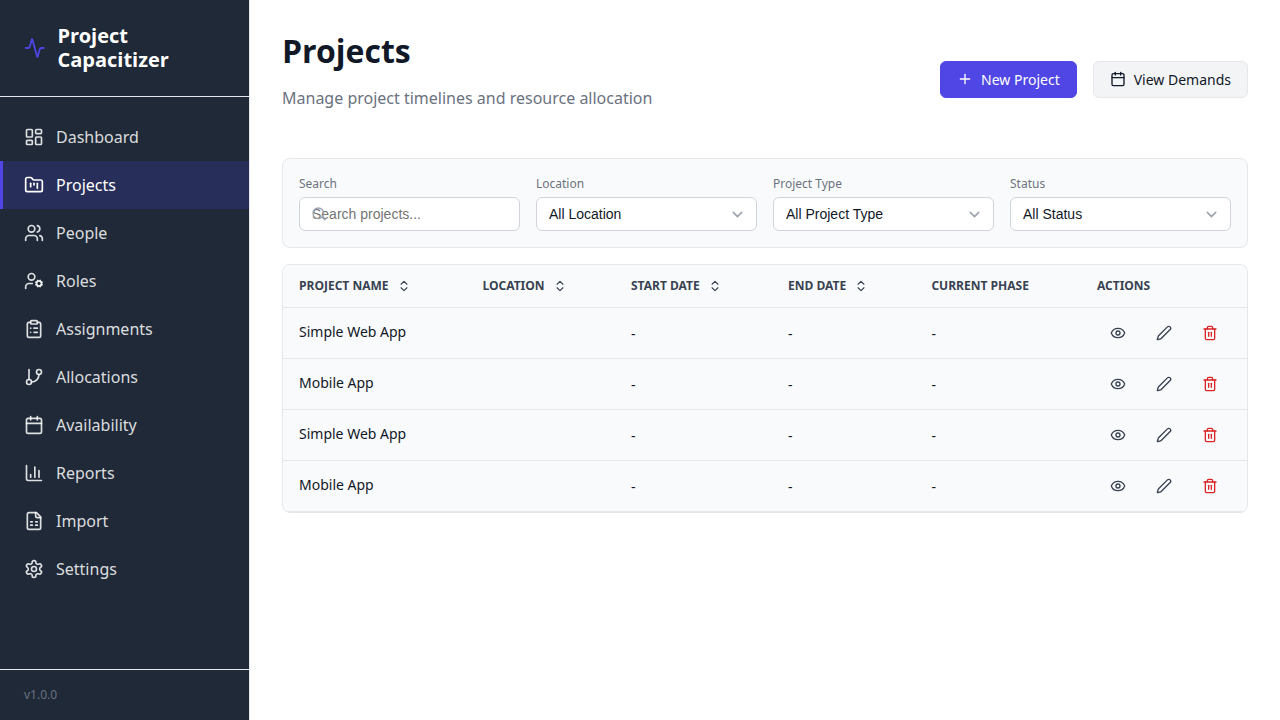 Project
Capacitizer
Dashboard
Projects
People
Roles
Assignments
Allocations
Availability
Reports
Import
Settings
v1.0.0
Projects
Manage project timelines and resource allocation
New Project
View Demands
Search
Location
Project Type
Status
Search projects...
All Location
All Project Type
All Status
PROJECT NAME LOCATION START DATE END DATE CURRENT PHASE ACTIONS
Simple Web App - - -
Mobile App - - -
Simple Web App - - -
Mobile App - - -